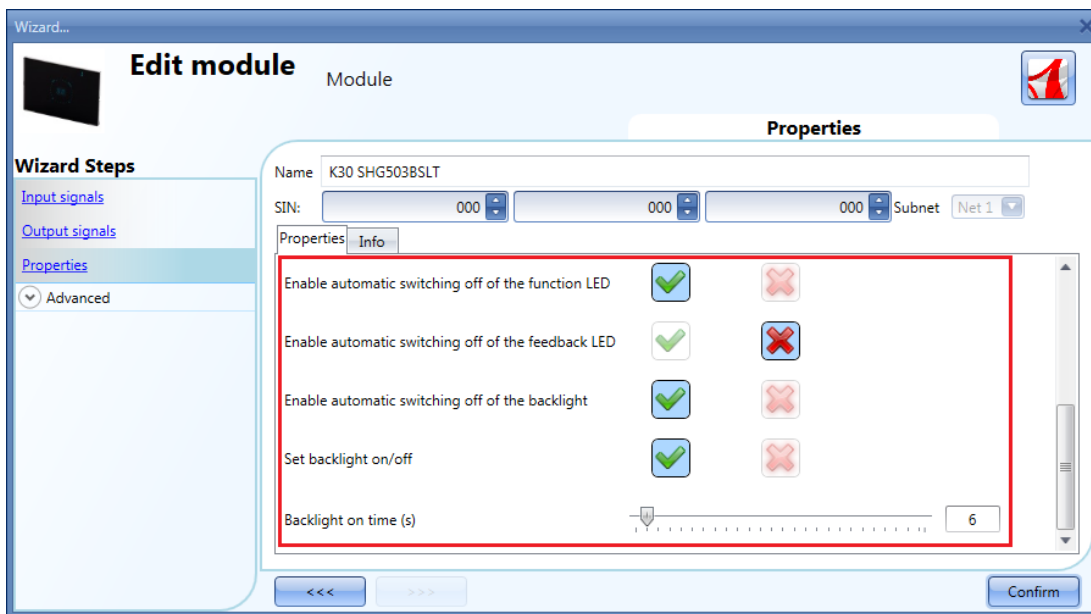 Wizard...
Edit module
Module
Properties
Wizard Steps
Input signals
Output signals
Properties
Advanced
Name K30 SHG503BSLT
SIN: 000 000 000 Subnet Net 1
Properties Info
Enable automatic switching off of the function LED
Enable automatic switching off of the feedback LED
Enable automatic switching off of the backlight
Set backlight on/off
Backlight on time (s) 6
<<< >>> Confirm